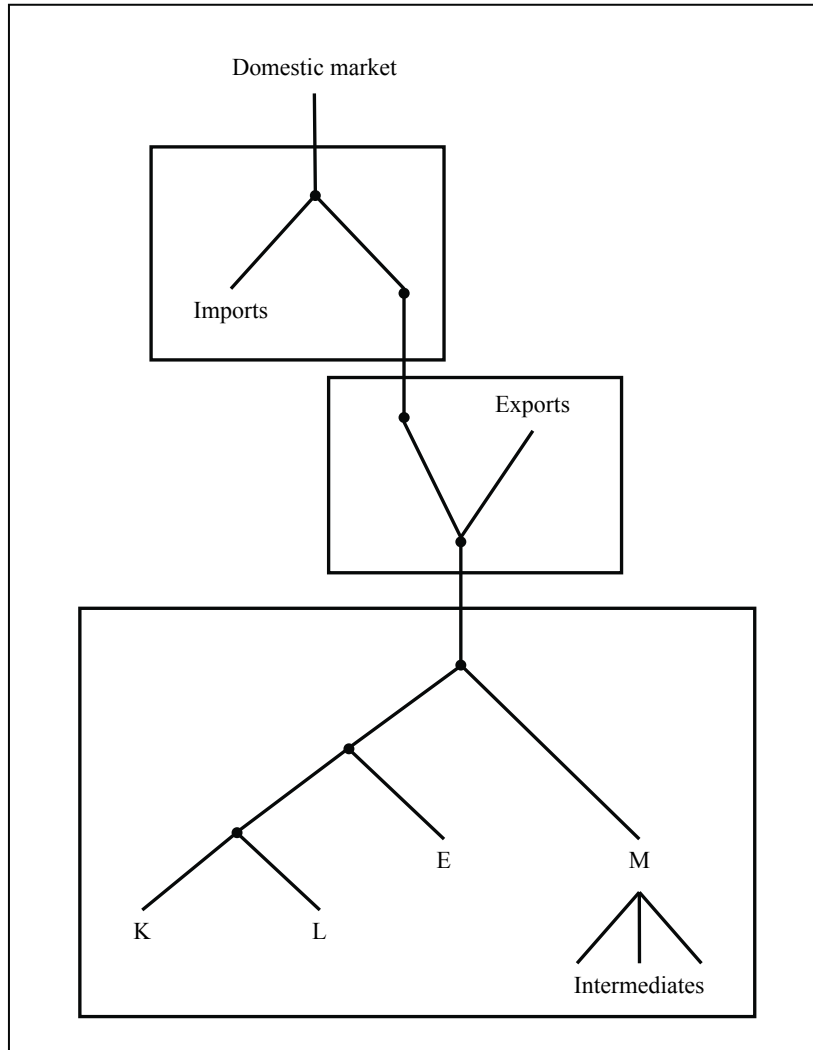 Domestic market
Imports
Exports
E
M
K
L
Intermediates